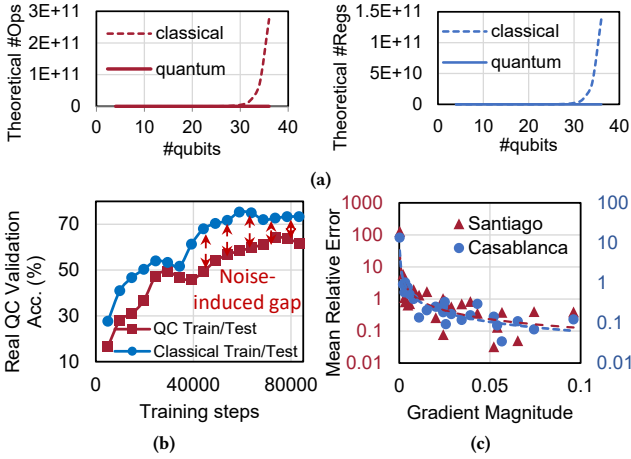 Theoretical #Ops
3E+11
2E+11
1E+11
0
classical
quantum
0 10 20 30 40
#qubits
Theoretical #Regs
1.5E+11
1E+11
5E+10
0
classical
quantum
0 10 20 30 40
#qubits
(a)
Real QC Validation
Acc. (%)
70
50
30
10
Noise-
induced gap
QC Train/Test
Classical Train/Test
0 40000 80000
Training steps
(b)
Mean Relative Error
1000
100
10
1
0.1
0.01
Santiago
Casablanca
100
10
1
0.1
0.01
0 0.05 0.1
Gradient Magnitude
(c)